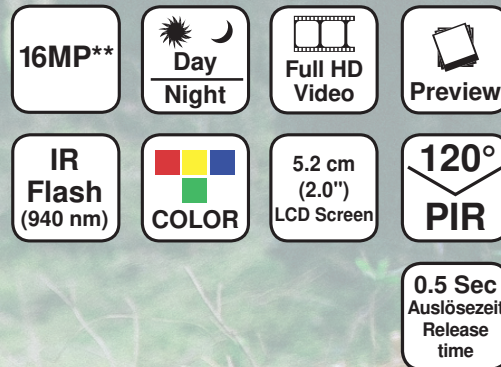 16MP**
Day
Night
Full HD
Video
Preview
IR
Flash
(940 nm)
COLOR
5.2 cm
(2.0")
LCD Screen
120°
PIR
0.5 Sec
Auslösezeit
Release
time